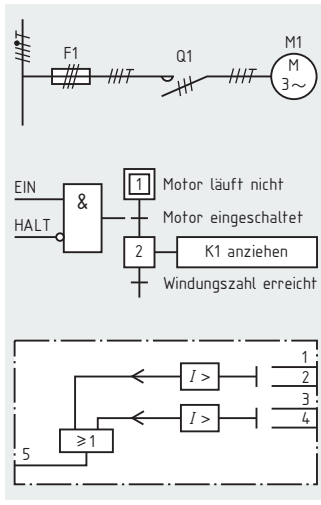 F1
Q1
M1
M
3~
EIN
HALT
&
1
Motor läuft nicht
Motor eingeschaltet
2
K1 anziehen
Windungszahl erreicht
I >
1
2
I >
3
4
≥1
5